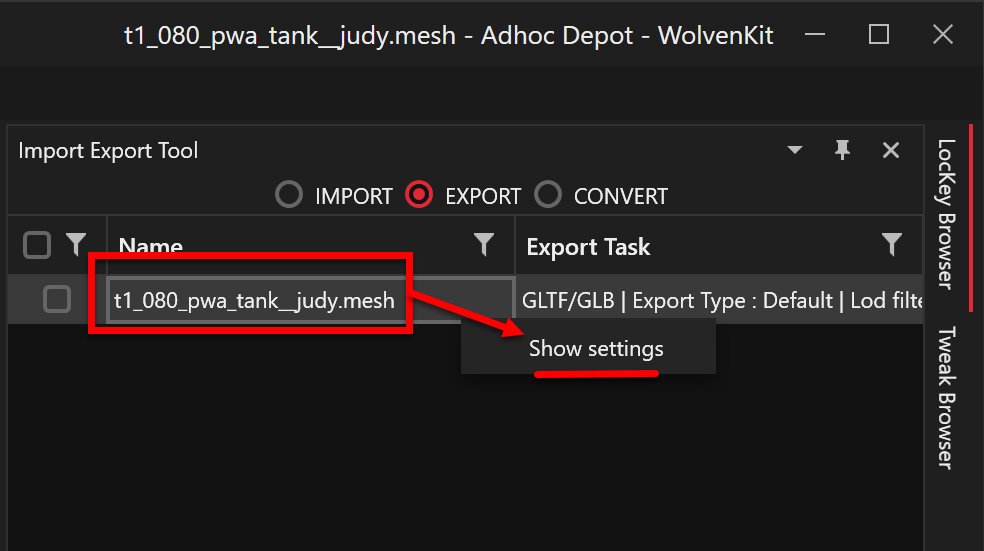 t1_080_pwa_tank__judy.mesh - Adhoc Depot - WolvenKit
Import Export Tool
IMPORT EXPORT CONVERT
Name Export Task
t1_080_pwa_tank__judy.mesh GLTF/GLB | Export Type : Default | Lod filte
Show settings
LocKey Browser
Tweak Browser